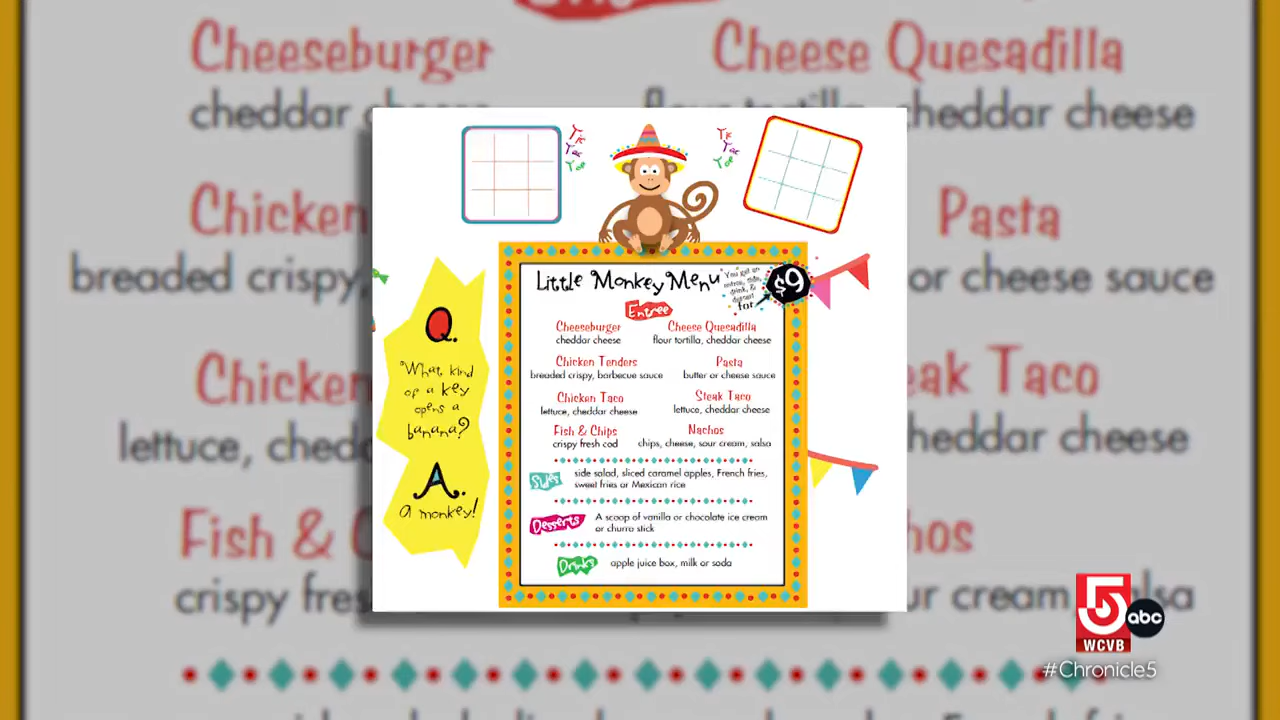 Cheeseburger
Cheese Quesadilla
cheddar cheese
flour tortilla, cheddar cheese
Chicken
Pasta
breaded crispy,
or cheese sauce
Chicken
eak Taco
lettuce, ched
heddar cheese
Fish & C
hos
crispy fres
ur cream, salsa
Tic
Tac
Toe
Tic
Tac
Toe
Little Monkey Menu
You get an
entree, side,
drink, &
dessert
for
$9
Entree
Cheeseburger
cheddar cheese
Cheese Quesadilla
flour tortilla, cheddar cheese
Chicken Tenders
breaded crispy, barbecue sauce
Pasta
butter or cheese sauce
Chicken Taco
lettuce, cheddar cheese
Steak Taco
lettuce, cheddar cheese
Fish & Chips
crispy fresh cod
Nachos
chips, cheese, sour cream, salsa
Sides
side salad, sliced caramel apples, French fries,
sweet fries or Mexican rice
Desserts
A scoop of vanilla or chocolate ice cream
or churro stick
Drinks
apple juice box, milk or soda
Q.
"What kind
of a key
opens a
banana?
A.
a monkey!
5
abc
WCVB
#Chronicle5